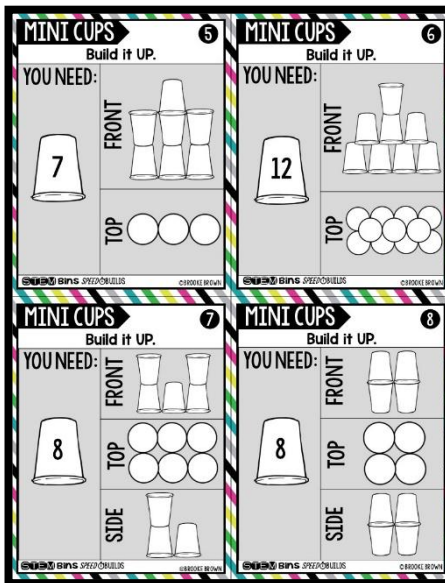 MINI CUPS 5
Build it UP.
YOU NEED:
7
FRONT
TOP
STEM Bins SPEED BUILDS
©BROOKE BROWN
MINI CUPS 6
Build it UP.
YOU NEED:
12
FRONT
TOP
STEM Bins SPEED BUILDS
©BROOKE BROWN
MINI CUPS 7
Build it UP.
YOU NEED:
8
FRONT
TOP
SIDE
STEM Bins SPEED BUILDS
©BROOKE BROWN
MINI CUPS 8
Build it UP.
YOU NEED:
8
FRONT
TOP
SIDE
STEM Bins SPEED BUILDS
©BROOKE BROWN